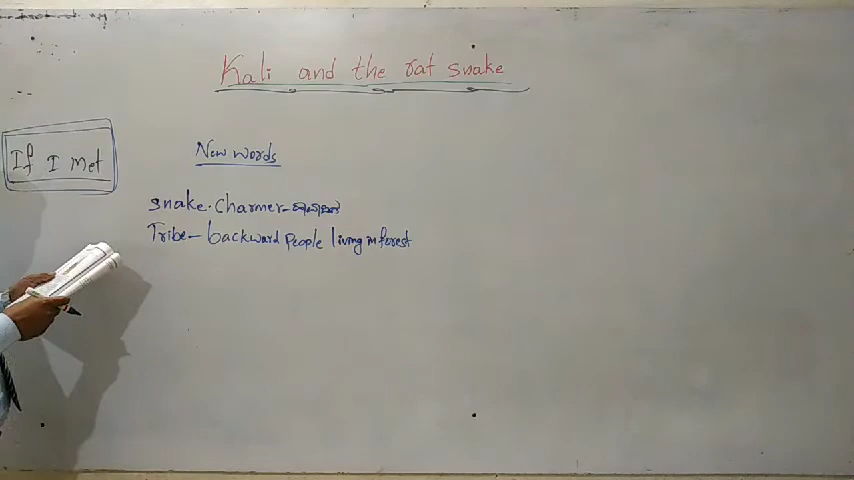 Kali and the rat snake
If I met
New words
snake-Charmer-
Tribe- backward people living in forest